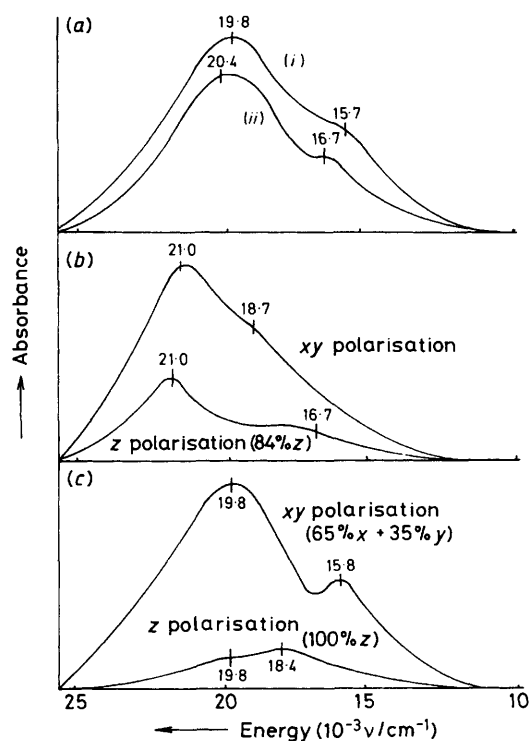 (a)
19·8
20·4
(i)
(ii)
15·7
16·7
(b)
21·0
18·7
xy polarisation
21·0
16·7
z polarisation (84%z)
(c)
19·8
xy polarisation
(65%x + 35%y)
15·8
z polarisation (100%z)
19·8
18·4
25
20
15
10
Energy (10⁻³ν/cm⁻¹)
Absorbance